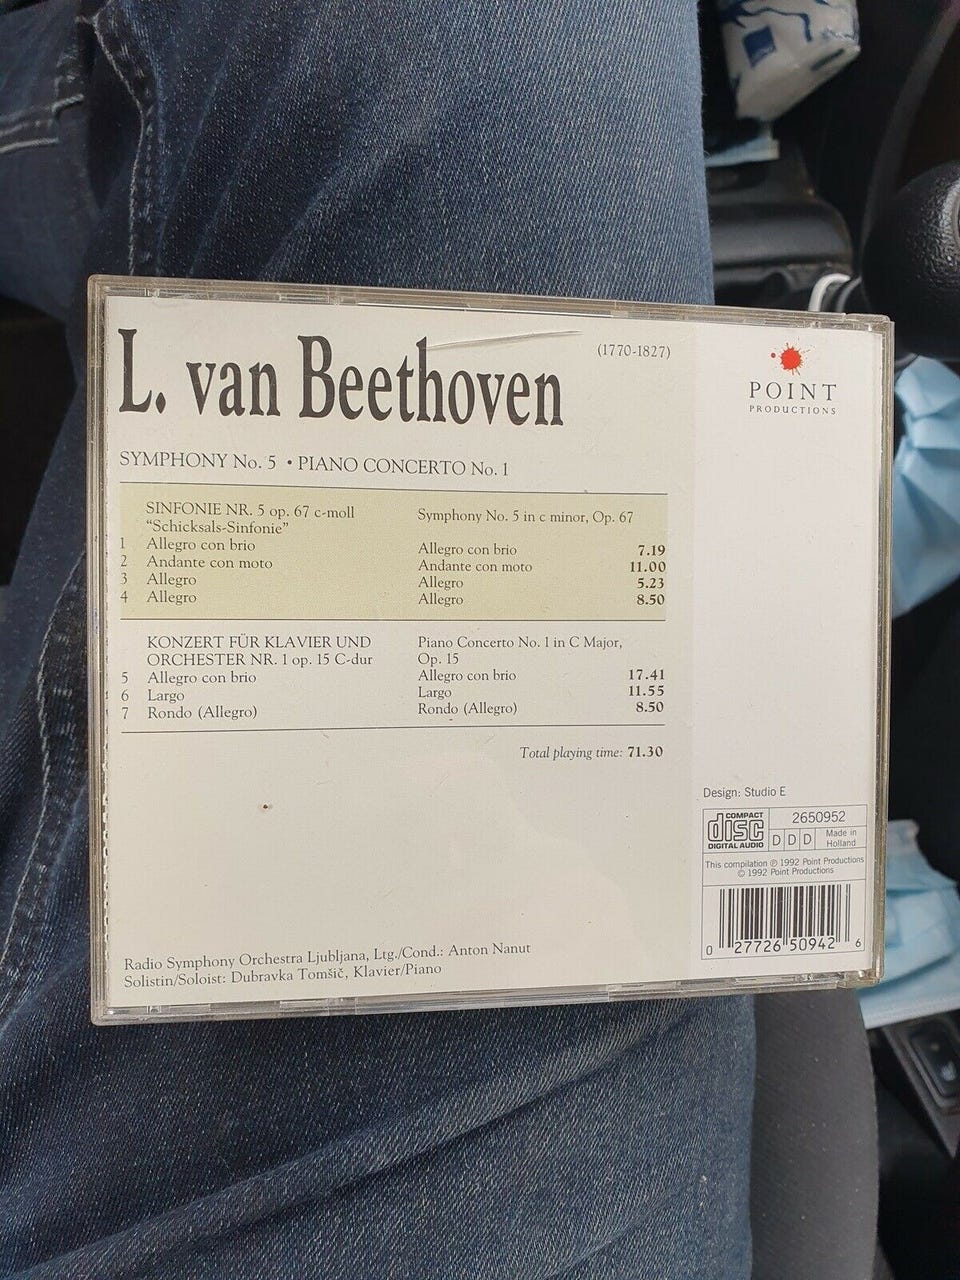 L. van Beethoven (1770-1827)
POINT
PRODUCTIONS
SYMPHONY No. 5 • PIANO CONCERTO No. 1
SINFONIE NR. 5 op. 67 c-moll Symphony No. 5 in c minor, Op. 67
“Schicksals-Sinfonie”
1 Allegro con brio Allegro con brio 7.19
2 Andante con moto Andante con moto 11.00
3 Allegro Allegro 5.23
4 Allegro Allegro 8.50
KONZERT FÜR KLAVIER UND Piano Concerto No. 1 in C Major,
ORCHESTER NR. 1 op. 15 C-dur Op. 15
5 Allegro con brio Allegro con brio 17.41
6 Largo Largo 11.55
7 Rondo (Allegro) Rondo (Allegro) 8.50
Total playing time: 71.30
Design: Studio E
COMPACT disc DIGITAL AUDIO
2650952
D D D Made in Holland
This compilation ℗ 1992 Point Productions
© 1992 Point Productions
0 27726 50942 6
Radio Symphony Orchestra Ljubljana, Ltg./Cond.: Anton Nanut
Solistin/Soloist: Dubravka Tomšič, Klavier/Piano